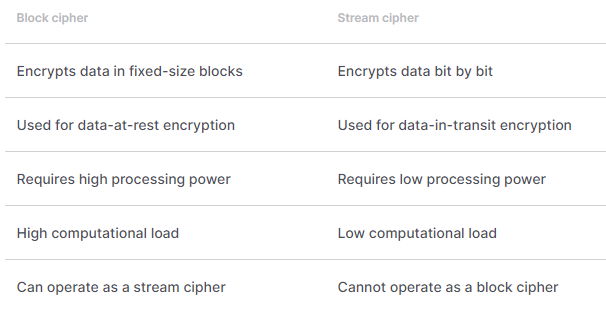 Block cipher Stream cipher
Encrypts data in fixed-size blocks Encrypts data bit by bit
Used for data-at-rest encryption Used for data-in-transit encryption
Requires high processing power Requires low processing power
High computational load Low computational load
Can operate as a stream cipher Cannot operate as a block cipher